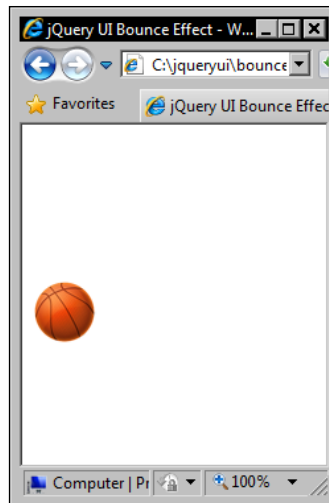 jQuery UI Bounce Effect - W...
C:\jqueryui\bounce
Favorites
jQuery UI Bounce Effec
Computer | Pr
100%